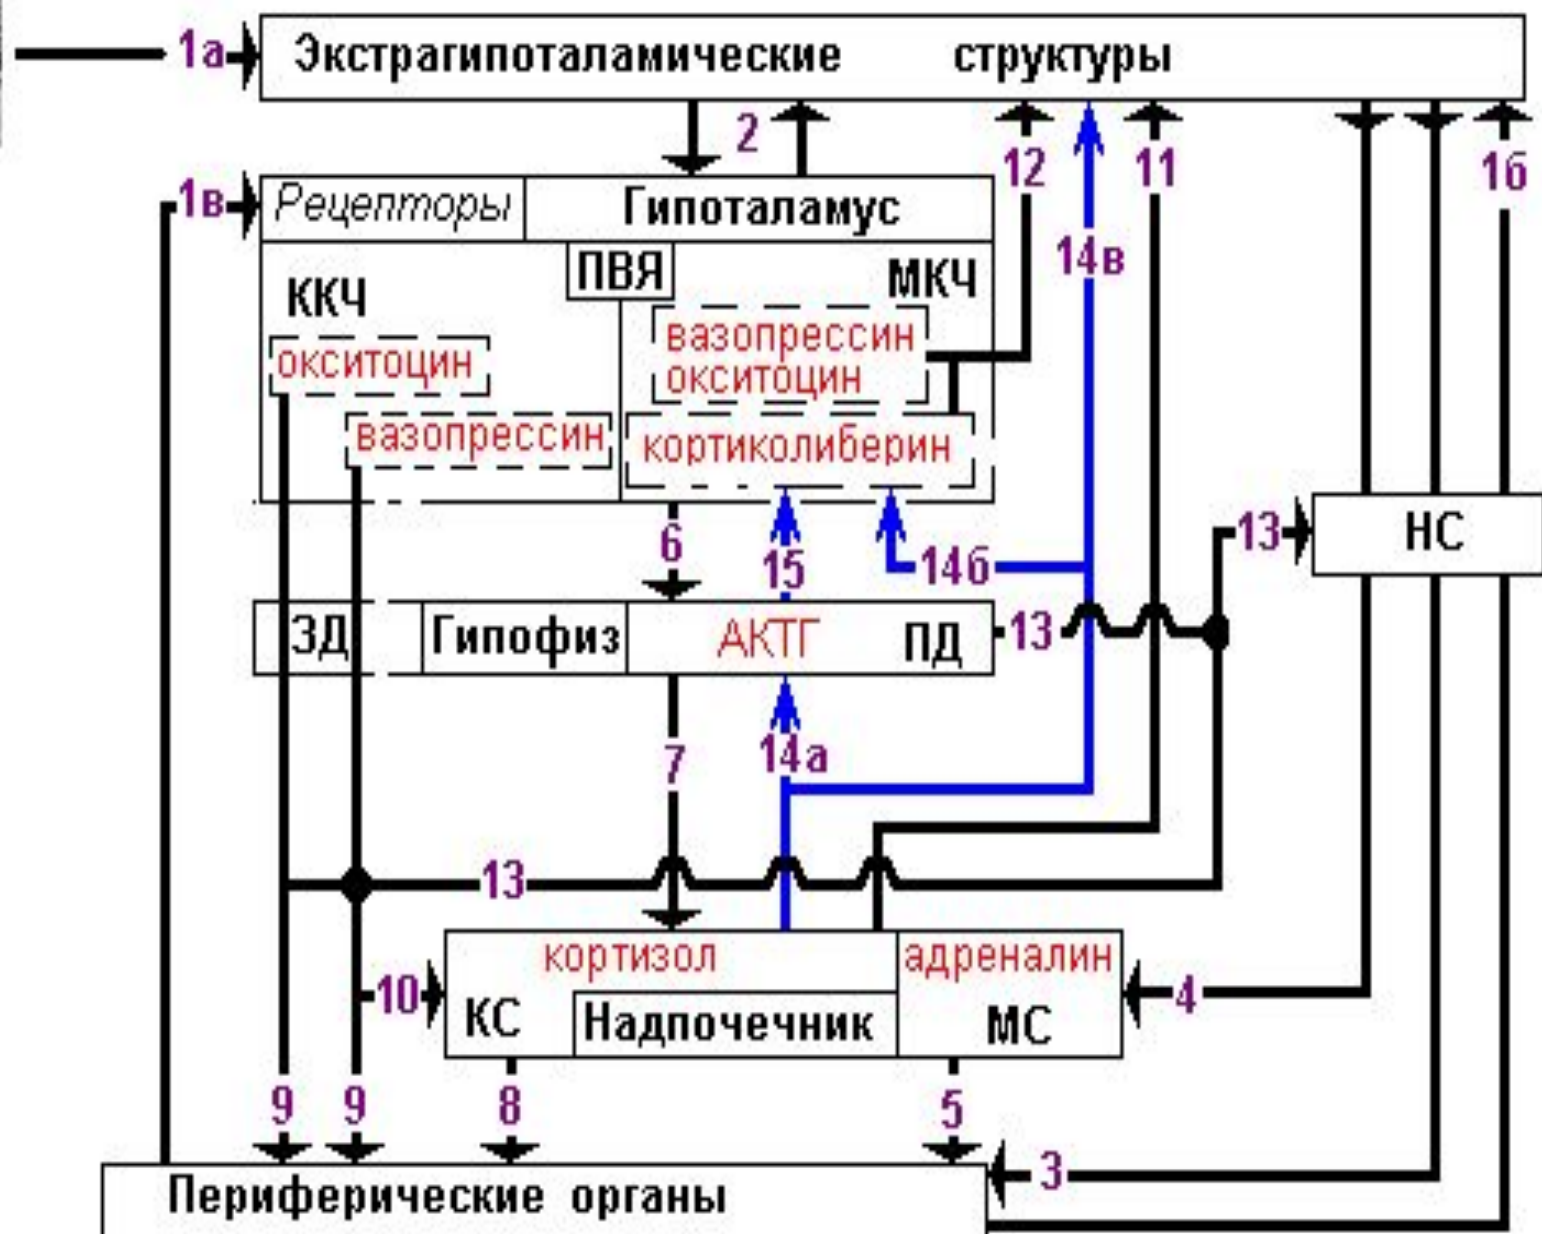 1а
Экстрагипоталамические структуры
2
12
11
1б
1в
Рецепторы
Гипоталамус
14в
ПВЯ
ККЧ
МКЧ
окситоцин
вазопрессин
окситоцин
вазопрессин
кортиколиберин
13
НС
6
15
14б
ЗД
Гипофиз
АКТГ
ПД
13
7
14а
13
кортизол
адреналин
10
КС
Надпочечник
МС
4
9
9
8
5
3
Периферические органы